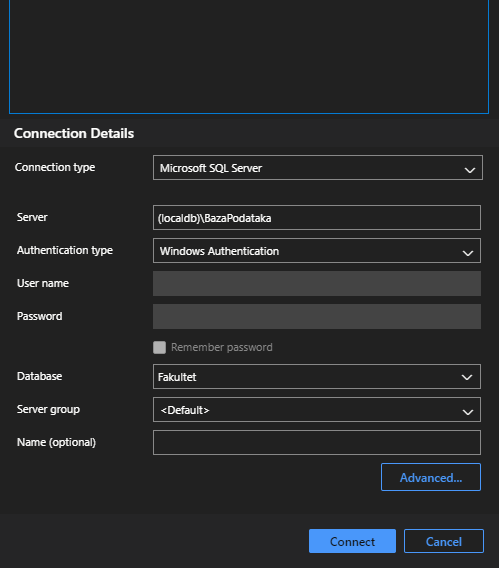 Connection Details
Connection type Microsoft SQL Server
Server (localdb)\BazaPodataka
Authentication type Windows Authentication
User name
Password
Remember password
Database Fakultet
Server group <Default>
Name (optional)
Advanced...
Connect Cancel